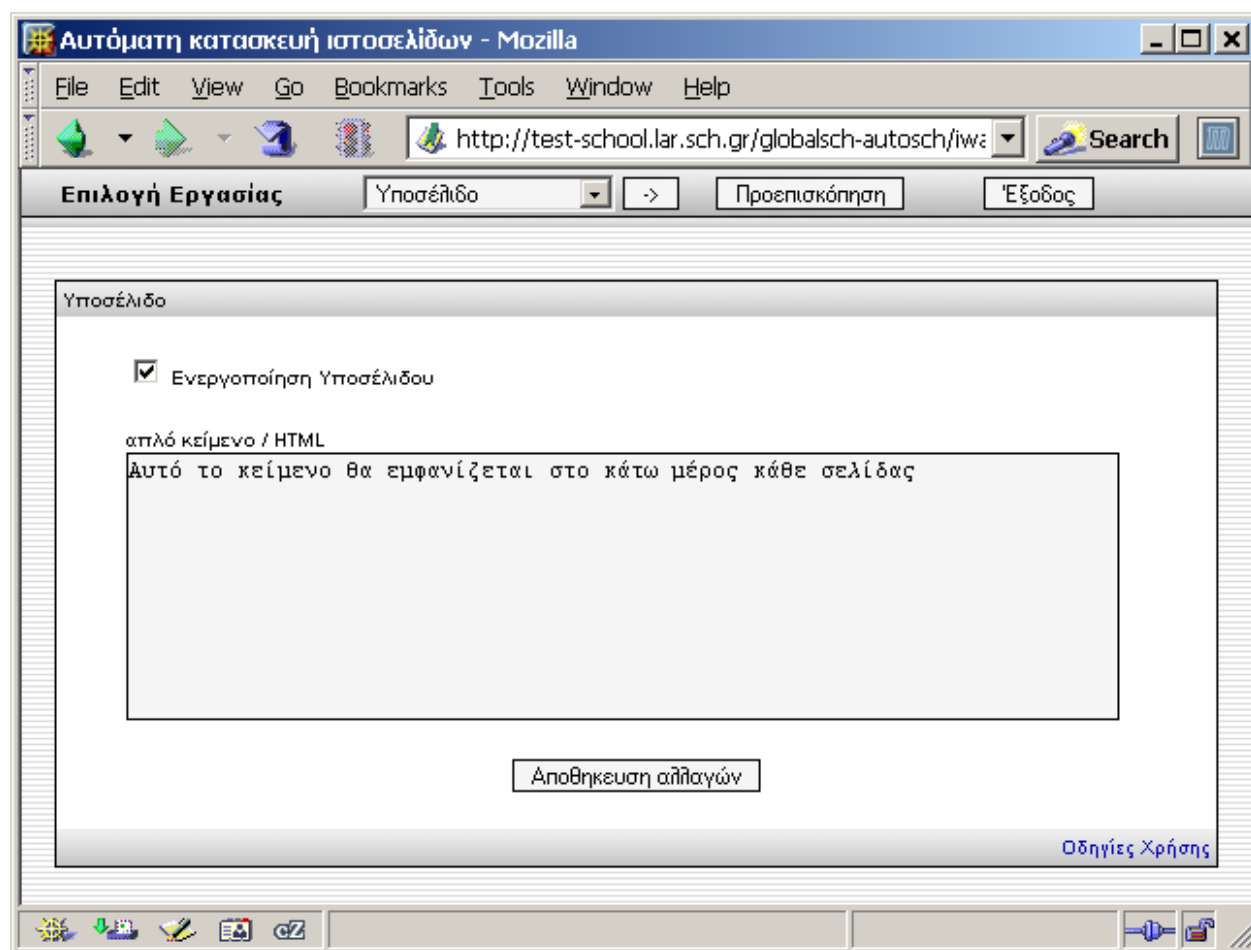 Αυτόματη κατασκευή ιστοσελίδων - Mozilla
File Edit View Go Bookmarks Tools Window Help
http://test-school.lar.sch.gr/globalsch-autosch/iwa Search
Επιλογή Εργασίας Υποσέλιδο -> Προεπισκόπηση Έξοδος
Υποσέλιδο
Ενεργοποίηση Υποσέλιδου
απλό κείμενο / HTML
Αυτό το κείμενο θα εμφανίζεται στο κάτω μέρος κάθε σελίδας
Αποθηκευση αλλαγών
Οδηγίες Χρήσης
cZ